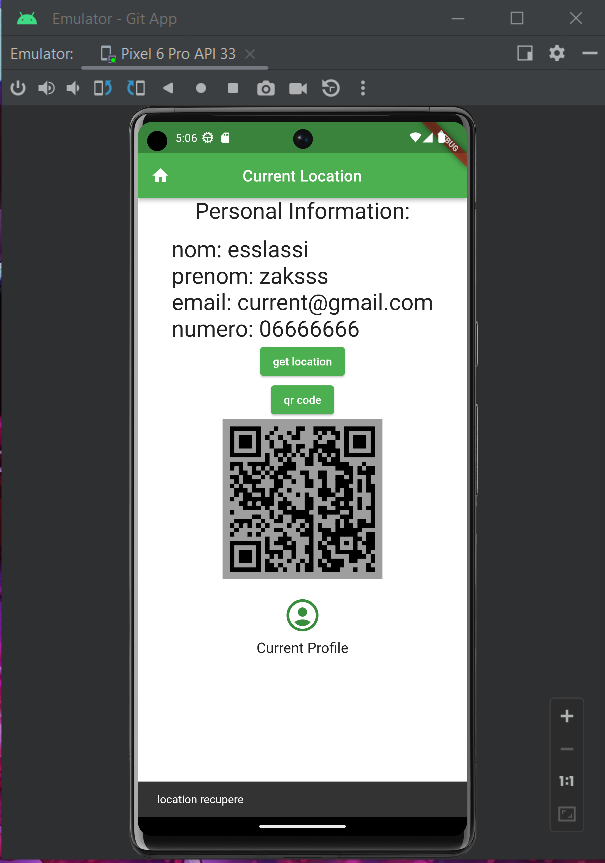 Emulator - Git App
Emulator:
Pixel 6 Pro API 33
5:06
DEBUG
Current Location
Personal Information:
nom: esslassi
prenom: zaksss
email: current@gmail.com
numero: 06666666
get location
qr code
Current Profile
location recupere
1:1